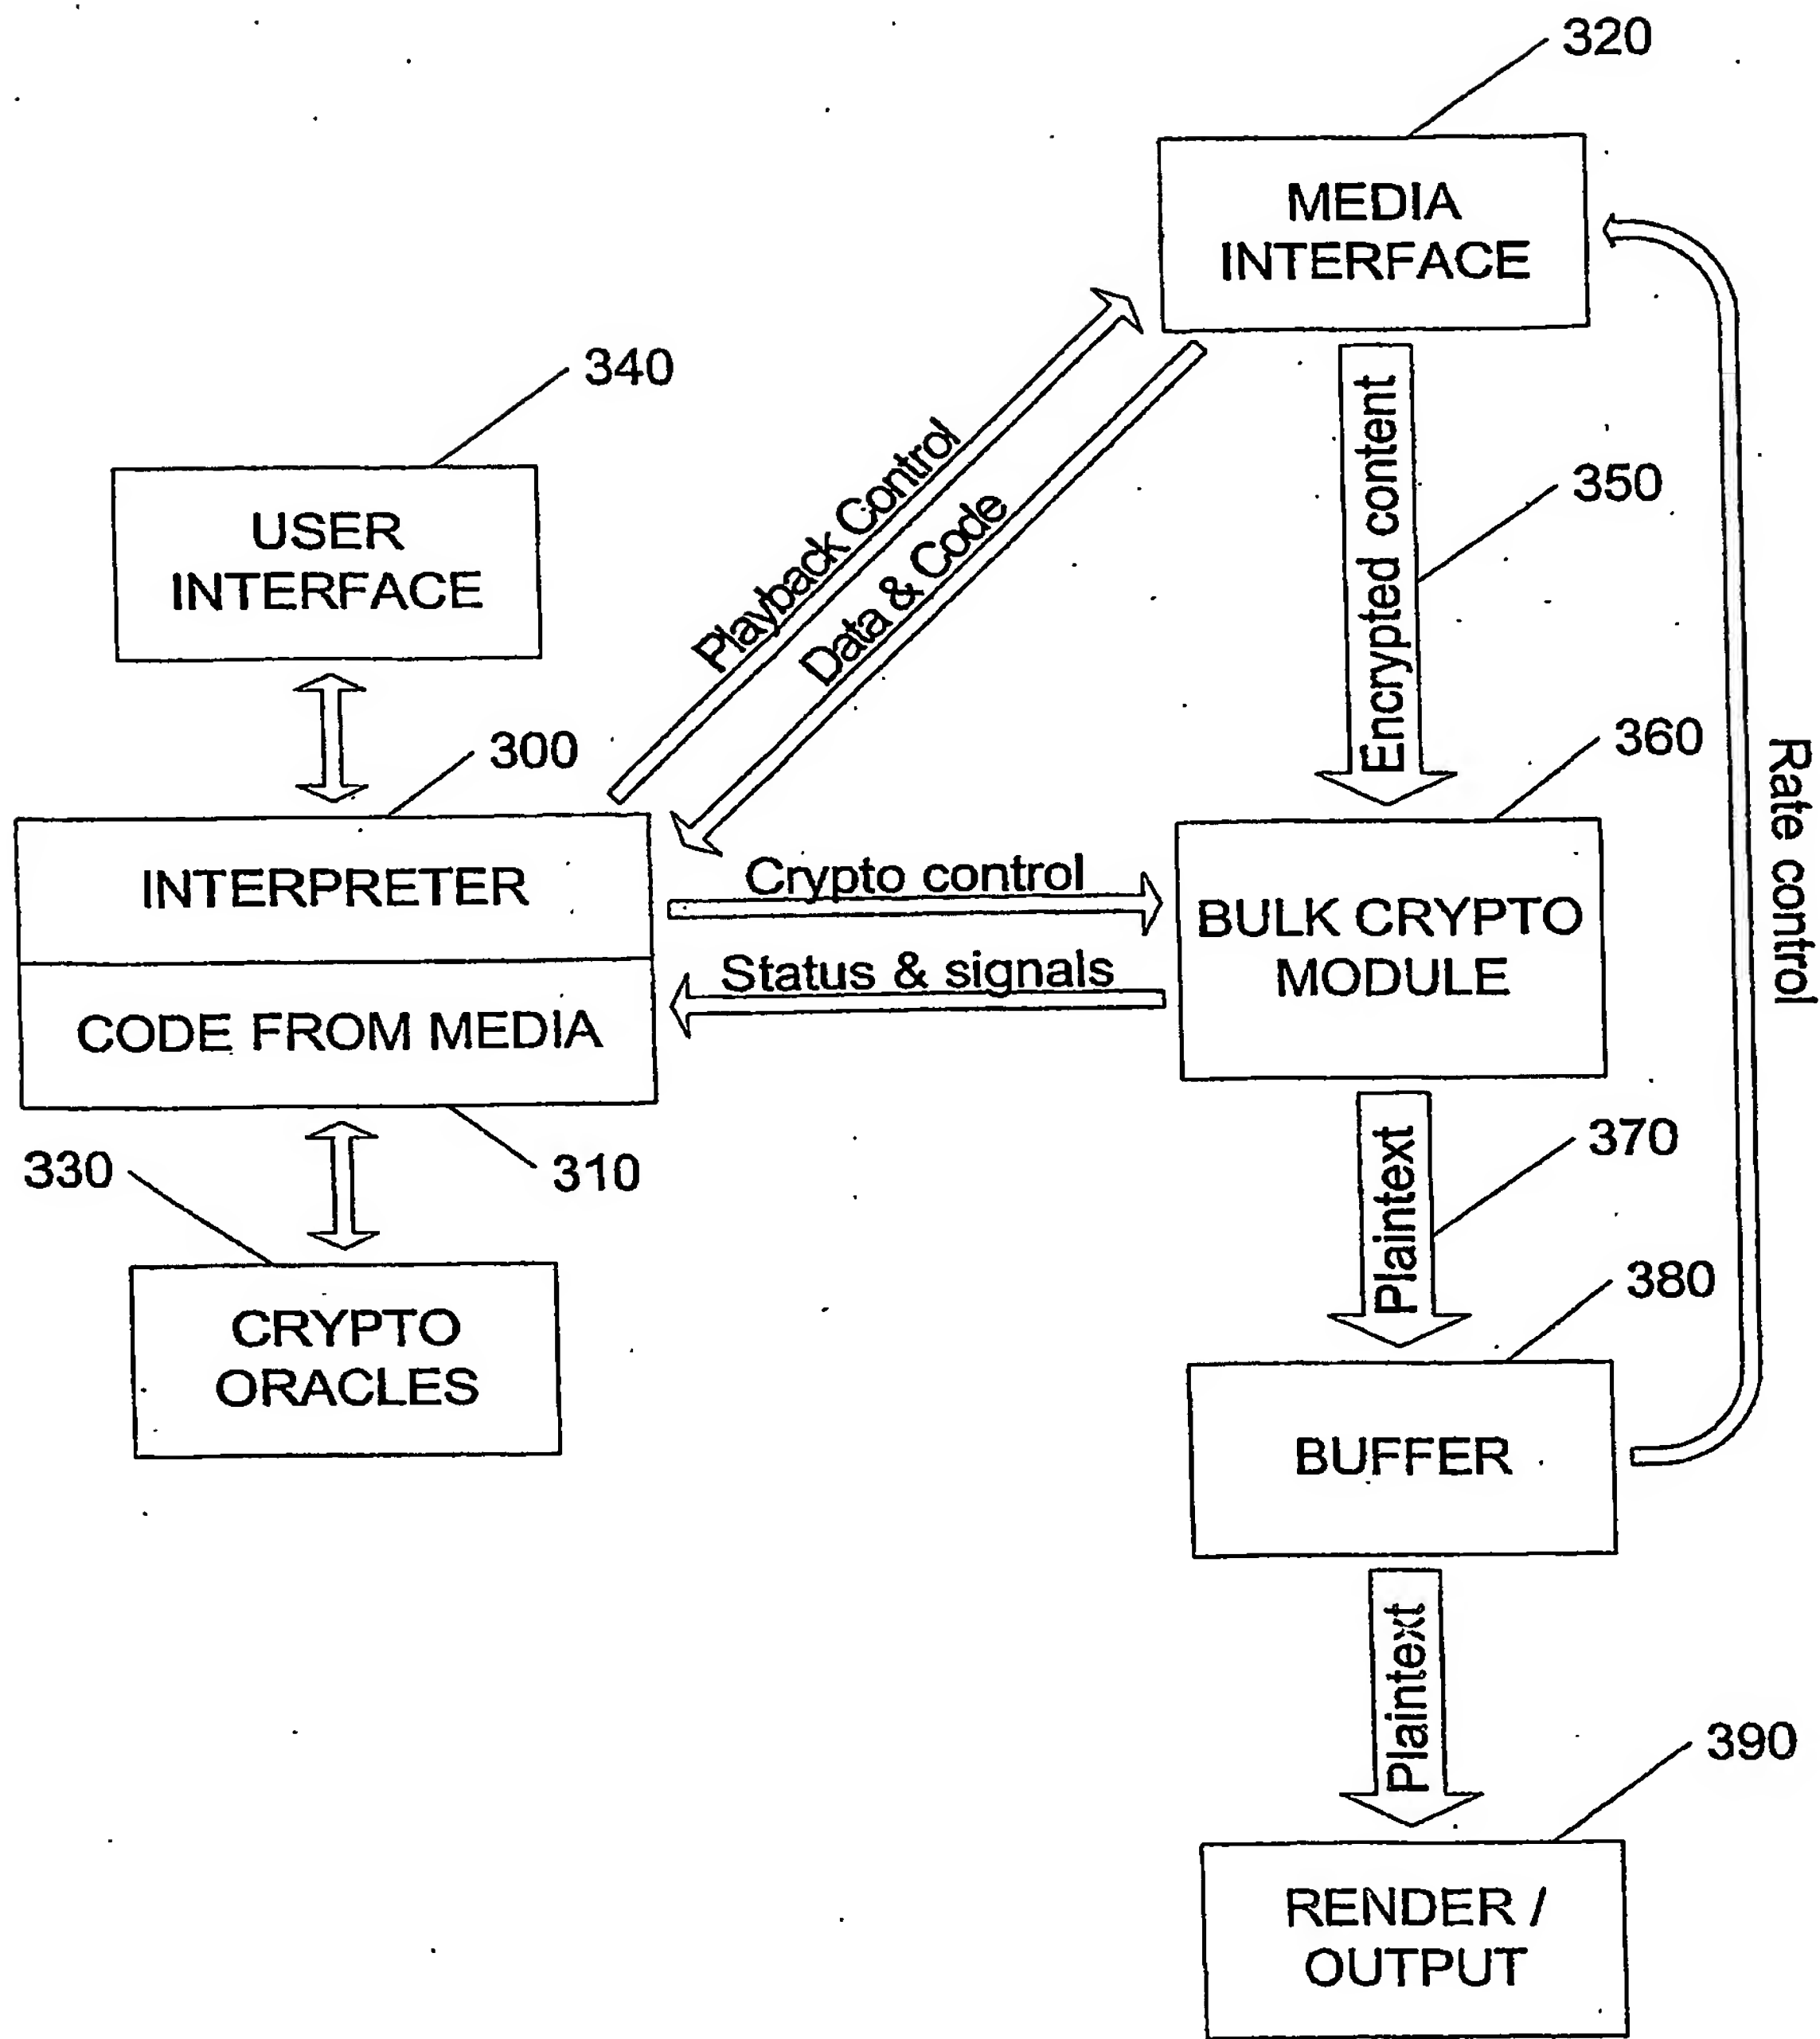 320
MEDIA
INTERFACE
340
USER
INTERFACE
Playback Control
Data & Code
Encrypted content
350
300
360
Rate control
INTERPRETER
CODE FROM MEDIA
Crypto control
Status & signals
BULK CRYPTO
MODULE
330
310
Plaintext
370
380
CRYPTO
ORACLES
BUFFER
Plaintext
390
RENDER /
OUTPUT